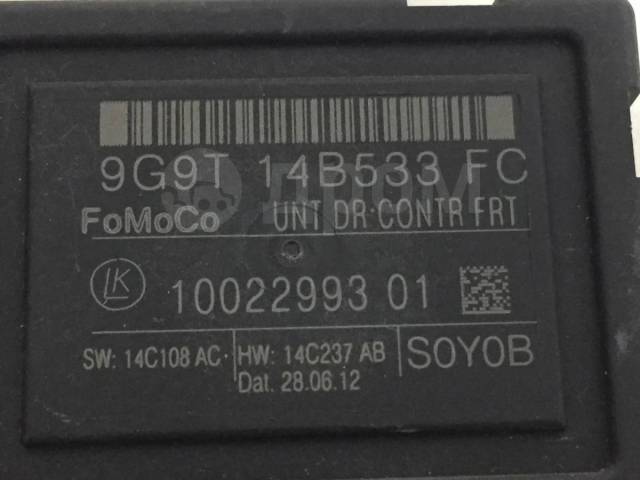 9G9T 14B533 FC
FoMoCo UNT DR·CONTR FRT
LK 10022993 01
SW: 14C108 AC· HW: 14C237 AB SOYOB
Dat. 28.06.12